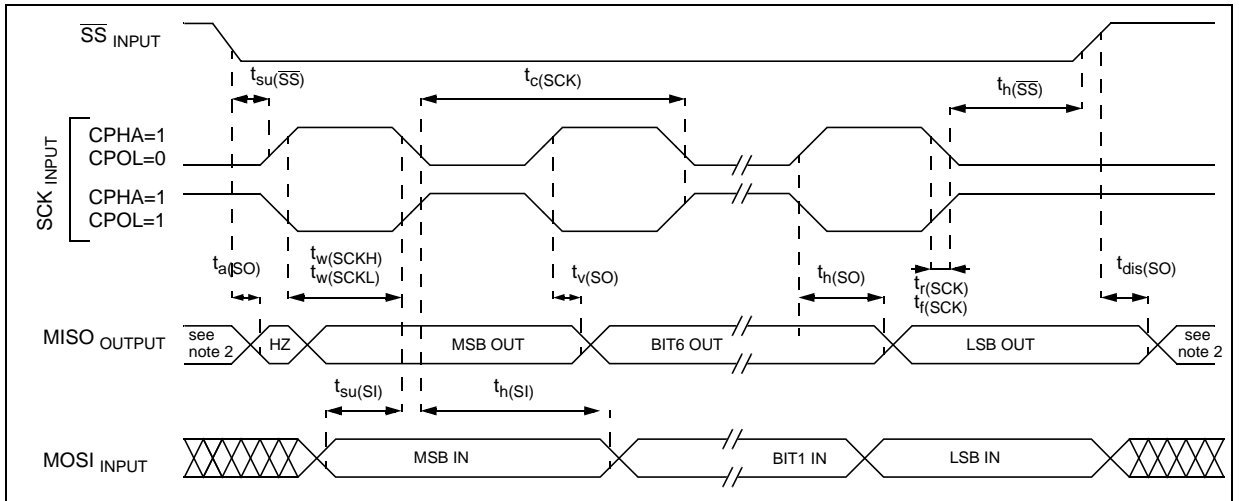 SS INPUT
tsu(SS)
tc(SCK)
th(SS)
SCK INPUT
CPHA=1
CPOL=0
CPHA=1
CPOL=1
ta(SO)
tw(SCKH)
tw(SCKL)
tv(SO)
th(SO)
tr(SCK)
tf(SCK)
tdis(SO)
MISO OUTPUT
see
note 2
HZ
MSB OUT
BIT6 OUT
LSB OUT
see
note 2
tsu(SI)
th(SI)
MOSI INPUT
MSB IN
BIT1 IN
LSB IN